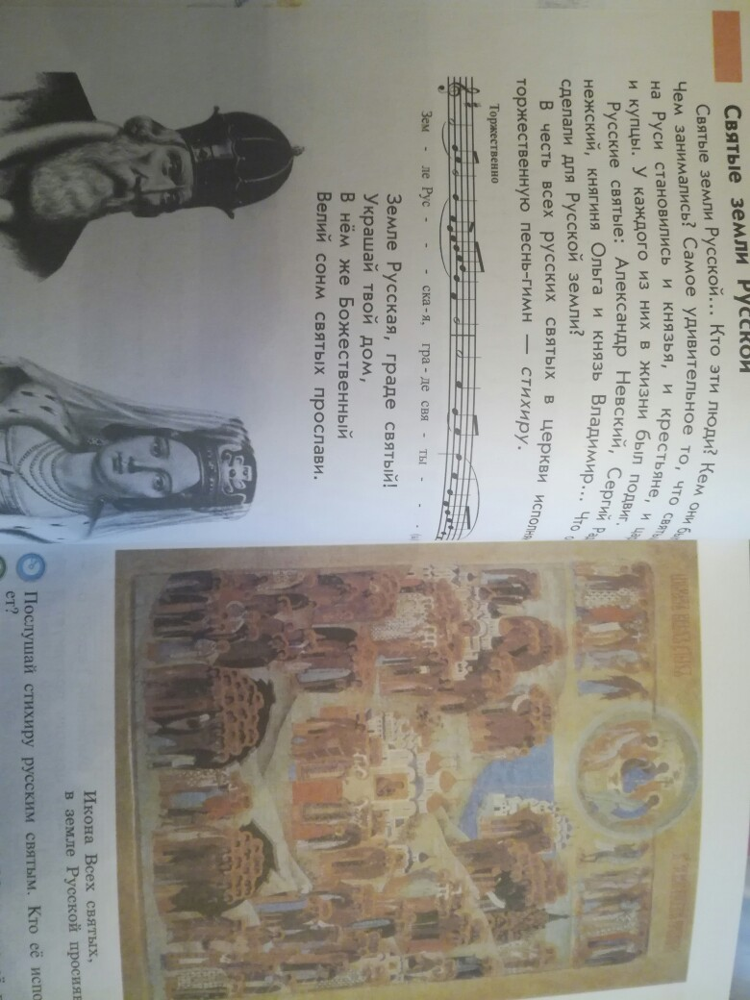 Святые земли Русской
Святые земли Русской... Кто эти люди? Кем они
Чем занимались? Самое удивительное то, что
на Руси становились и князья, и крестьяне, и
и купцы. У каждого из них в жизни был подвиг.
Русские святые: Александр Невский, Сергий
нежский, княгиня Ольга и князь Владимир... Что
сделали для Русской земли?
В честь всех русских святых в церкви
торжественную песнь-гимн — стихиру.
Торжественно
Зем - ле Рус - - - ска-я, гра-де свя - ты - -
Земле Русская, граде святый!
Украшай твой дом,
В нём же Божественный
Велий сонм святых прослави.
Икона Всех святых,
в земле Русской
Послушай стихиру русским святым. Кто её
ет?